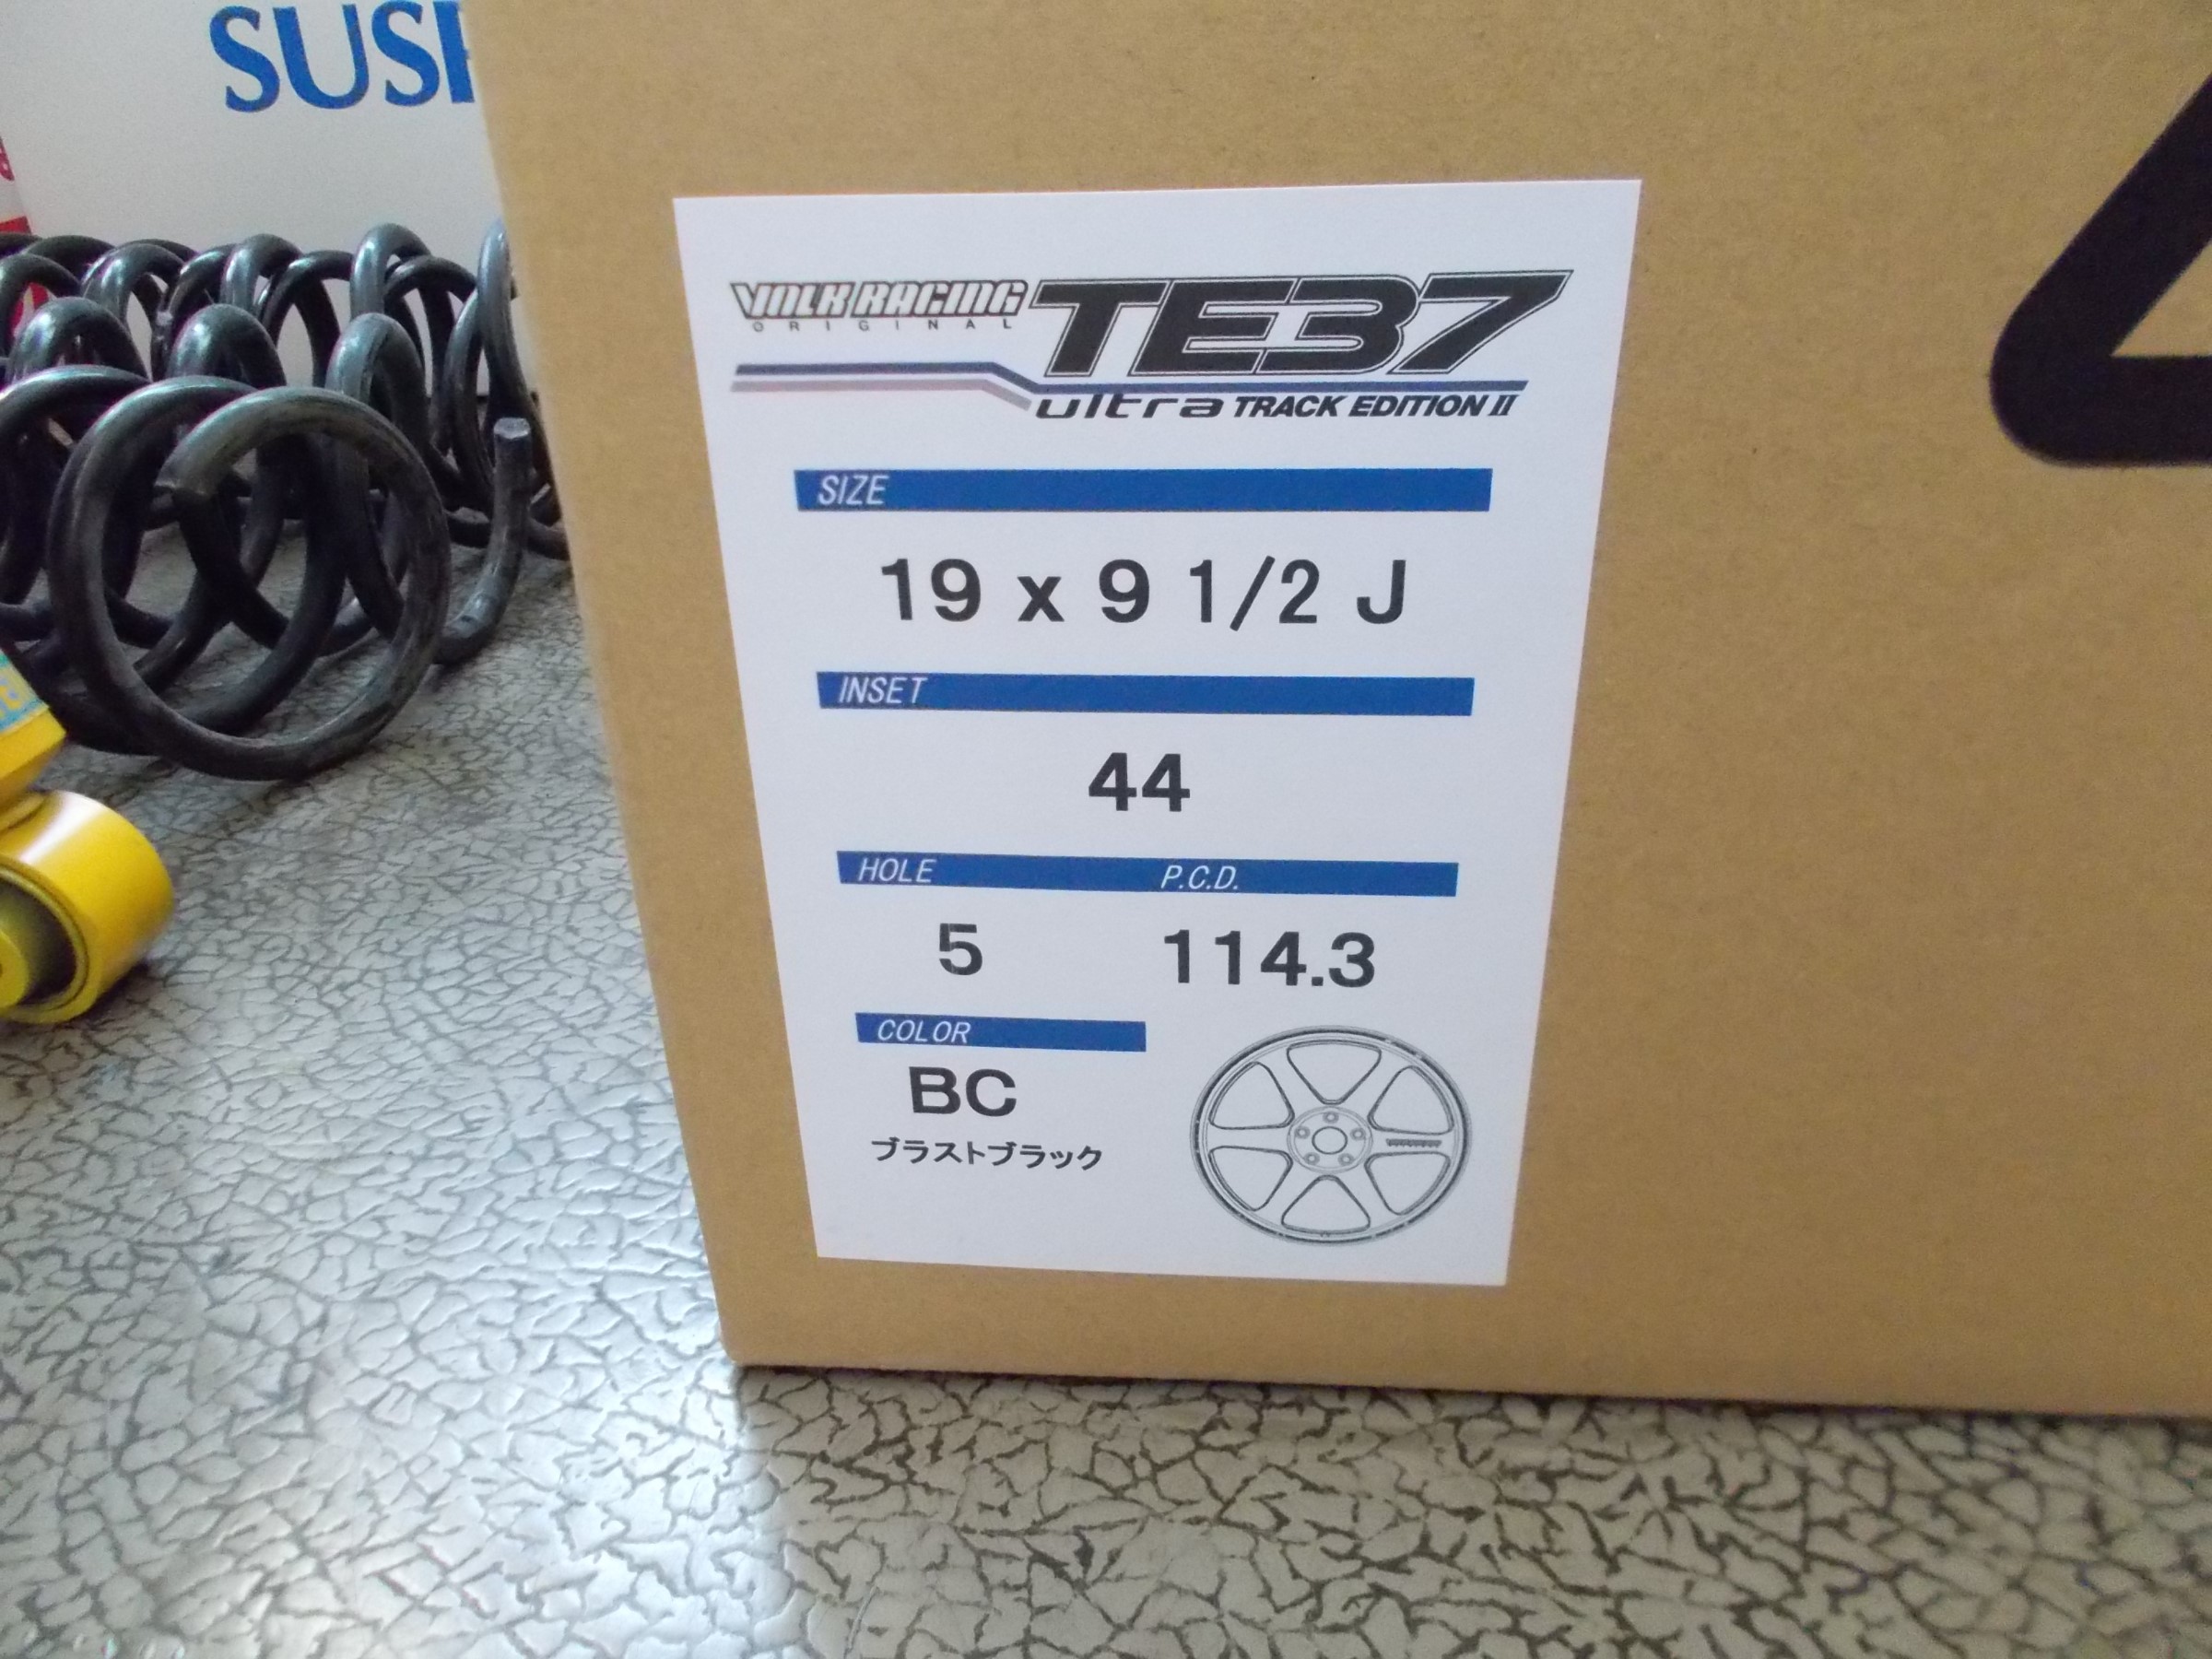 SUS
VOLK RACING TE37
ORIGINAL
ultra TRACK EDITION II
SIZE
19 x 9 1/2 J
INSET
44
HOLE P.C.D.
5 114.3
COLOR
BC
ブラストブラック